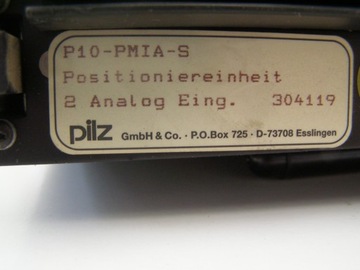 P10-PMIA-S
Positioniereinheit
2 Analog Eing. 304119
pilz GmbH & Co. · P.O.Box 725 · D-73708 Esslingen